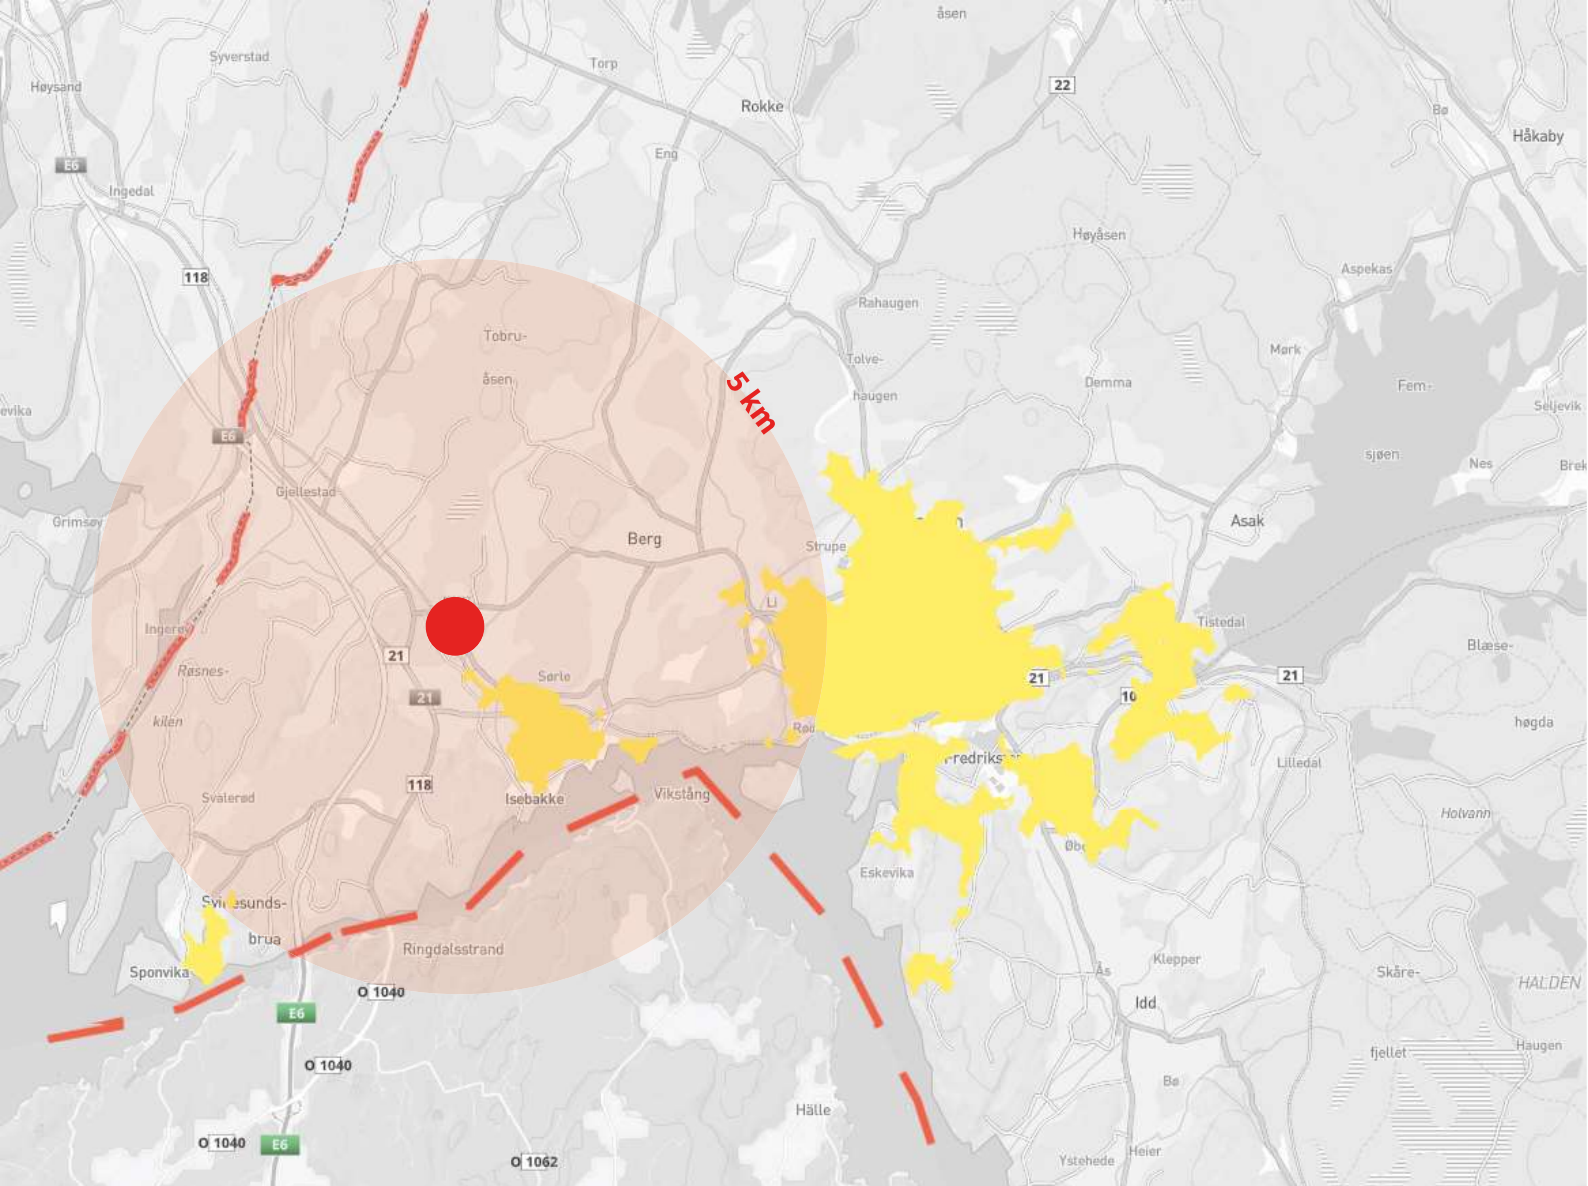 åsen
Syverstad
Torp
Høysand
22
Rokke
Bø
Håkaby
Eng
E6
Ingedal
Høyåsen
118
Aspekas
Rahaugen
Tobru-
åsen
Mørk
Tolve-
haugen
Demma
Fem-
sjøen
5 km
evika
Seljevik
E6
Nes
Brek
Gjellestad
Grimsøy
Asak
Berg
Strupe
Li
Tistedal
Ingerøy
Blæse-
høgda
21
Røsnes-
kilen
Sørle
21
21
21
10
Rød
Fredriks
Lilledal
118
Svalerød
Isebakke
Vikstång
Holvann
Eskevika
brua
Ringdalsstrand
Sponvika
Klepper
Ås
Skåre-
fjellet
HALDEN
O 1040
Idd
E6
Haugen
O 1040
Bø
Hälle
O 1040
E6
O 1062
Ystehede
Heier